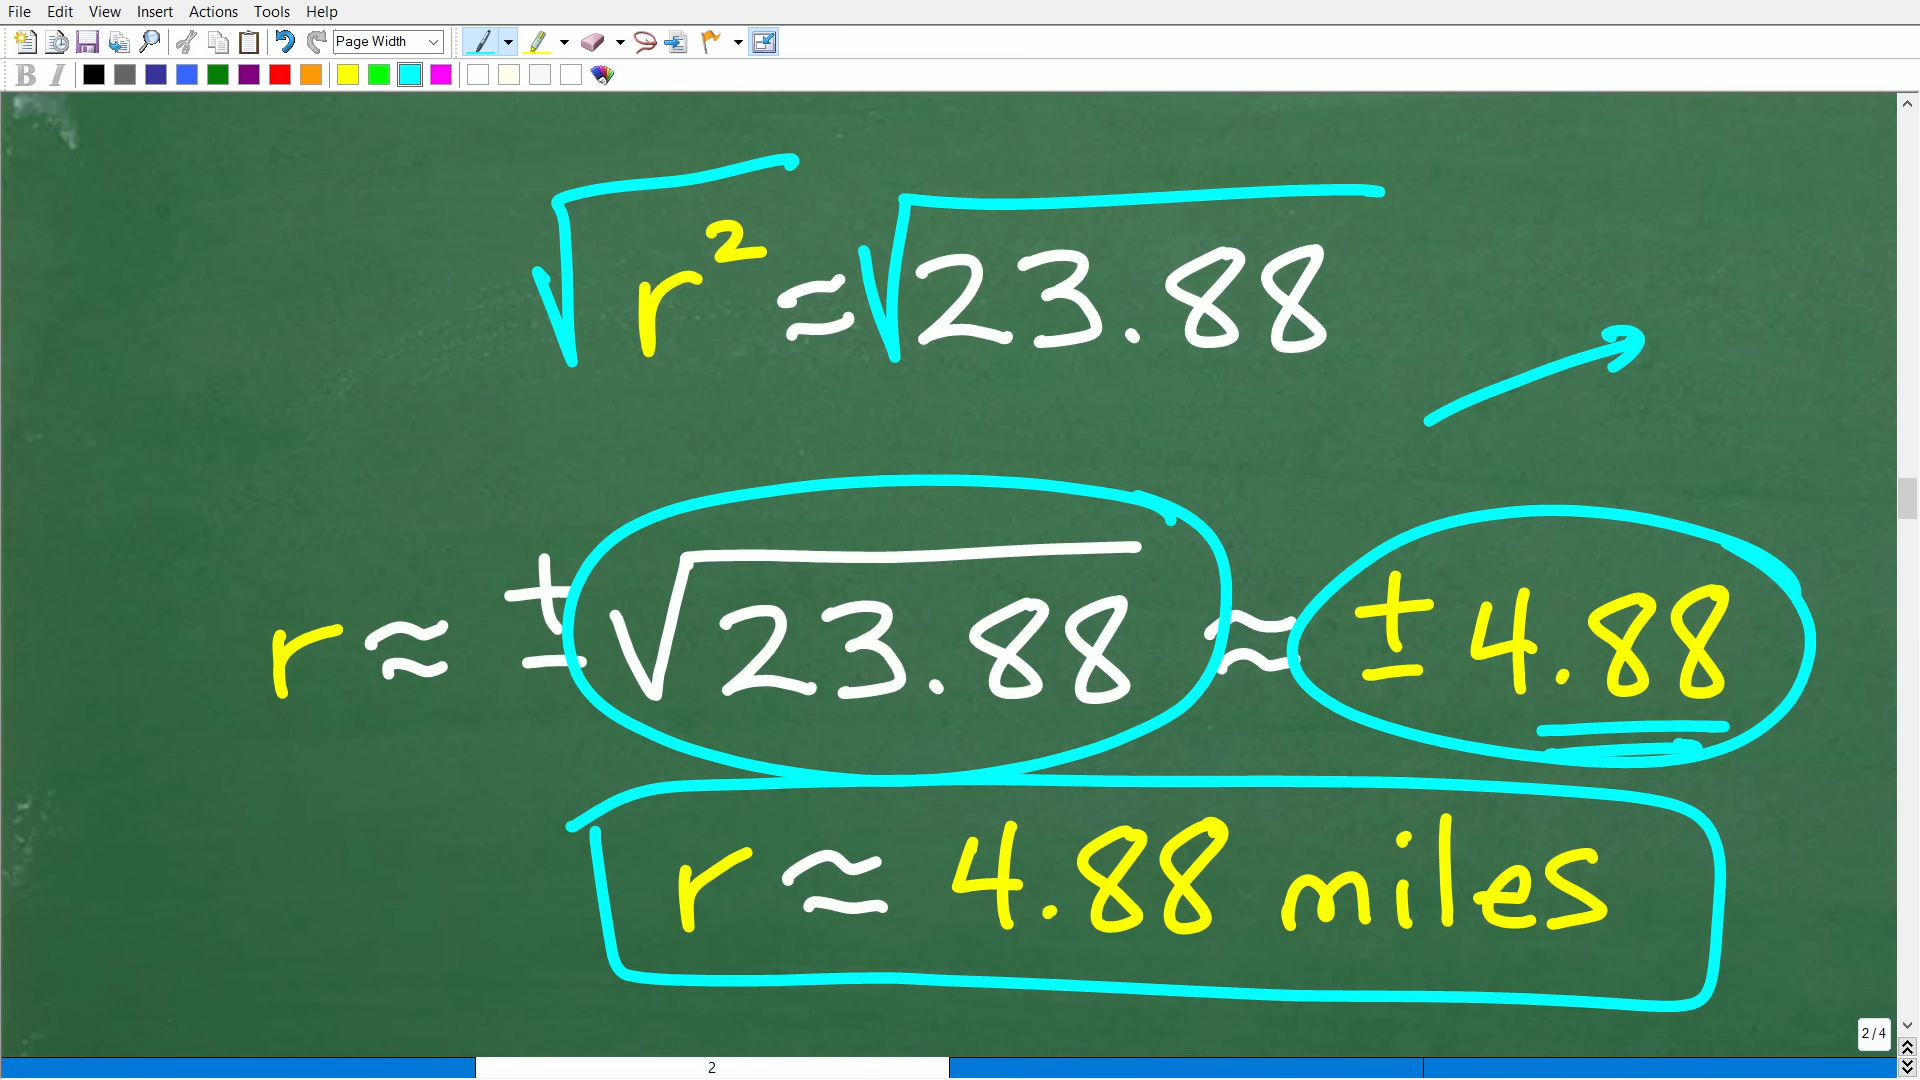 File Edit View Insert Actions Tools Help
Page Width
B I
√r² ≈ √23.88
r ≈ ± √23.88 ≈ ± 4.88
r ≈ 4.88 miles
2 / 4
2